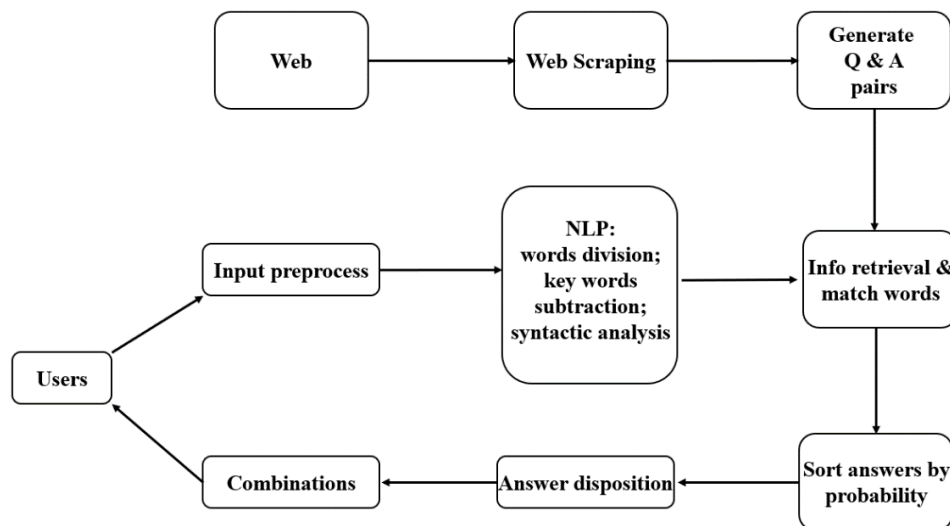 Web
Web Scraping
Generate
Q & A
pairs
NLP:
words division;
key words
subtraction;
syntactic analysis
Input preprocess
Info retrieval &
match words
Users
Combinations
Answer disposition
Sort answers by
probability